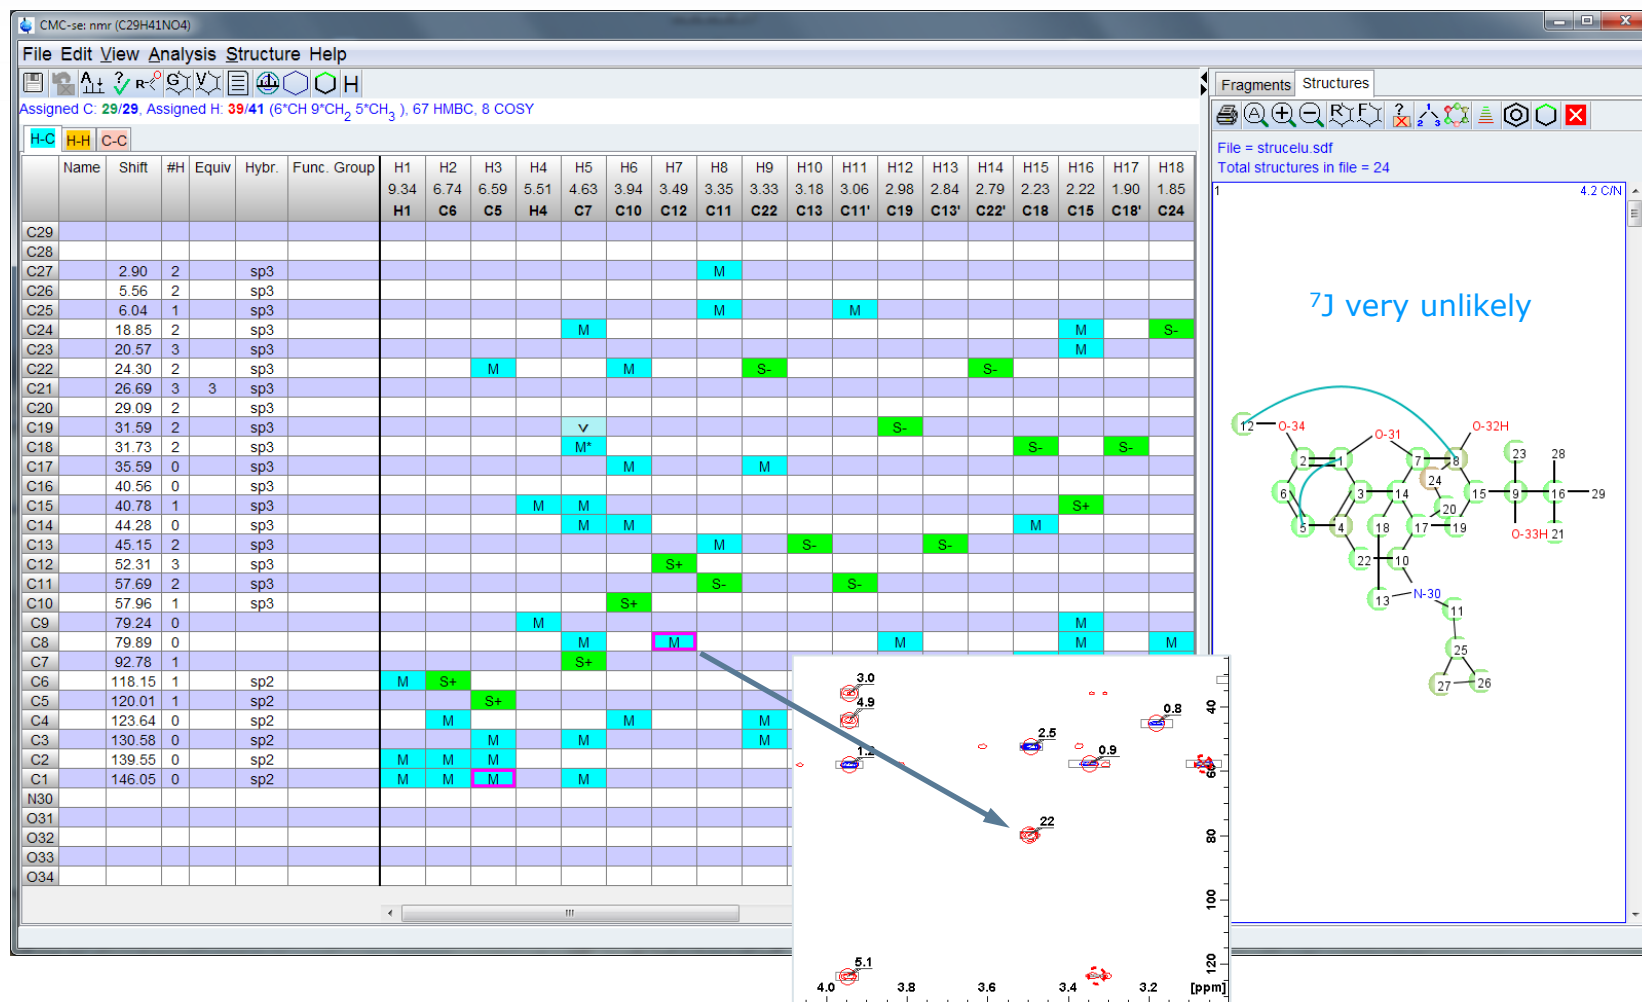 CMC-se: nmr (C29H41NO4)
File Edit View Analysis Structure Help
Assigned C: 29/29, Assigned H: 39/41 (6*CH 9*CH2 5*CH3 ), 67 HMBC, 8 COSY
H-C H-H C-C
Name Shift #H Equiv Hybr. Func. Group H1 H2 H3 H4 H5 H6 H7 H8 H9 H10 H11 H12 H13 H14 H15 H16 H17 H18
9.34 6.74 6.59 5.51 4.63 3.94 3.49 3.35 3.33 3.18 3.06 2.98 2.84 2.79 2.23 2.22 1.90 1.85
H1 C6 C5 H4 C7 C10 C12 C11 C22 C13 C11' C19 C13' C22' C18 C15 C18' C24
C29
C28
C27 2.90 2 sp3 M
C26 5.56 2 sp3
C25 6.04 1 sp3 M M
C24 18.85 2 sp3 M M S-
C23 20.57 3 sp3 M
C22 24.30 2 sp3 M M S- S-
C21 26.69 3 3 sp3
C20 29.09 2 sp3
C19 31.59 2 sp3 v S-
C18 31.73 2 sp3 M* S- S-
C17 35.59 0 sp3 M M
C16 40.56 0 sp3
C15 40.78 1 sp3 M M S+
C14 44.28 0 sp3 M M M
C13 45.15 2 sp3 M S- S-
C12 52.31 3 sp3 S+
C11 57.69 2 sp3 S- S-
C10 57.96 1 sp3 S+
C9 79.24 0 M M
C8 79.89 0 M M M M M
C7 92.78 1 S+
C6 118.15 1 sp2 M S+
C5 120.01 1 sp2 S+
C4 123.64 0 sp2 M M M
C3 130.58 0 sp2 M M M
C2 139.55 0 sp2 M M M
C1 146.05 0 sp2 M M M M
N30
O31
O32
O33
O34
3.0
4.9
0.8
2.5
1.2
0.9
22
5.1
40
60
80
100
120
4.0 3.8 3.6 3.4 3.2 [ppm]
Fragments Structures
File = strucelu.sdf
Total structures in file = 24
1 4.2 C/N
7J very unlikely
12 O-34 O-31 O-32H
2 1 7 8 23 28
24
6 3 14 15 9 16 29
20
5 4 18 17 19 O-33H 21
22 10
13 N-30
11
25
27 26